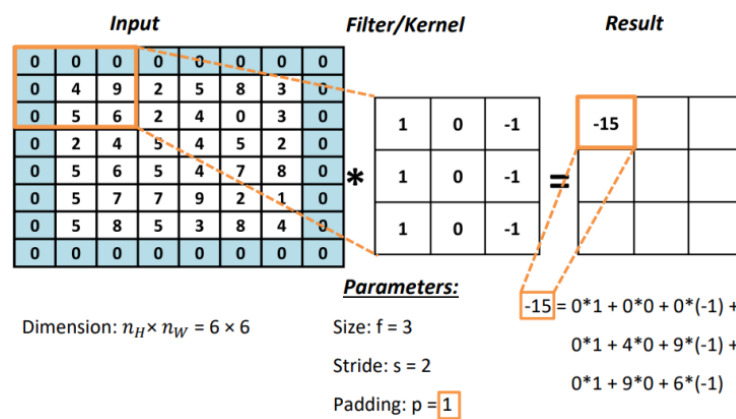 Input Filter/Kernel Result
0 0 0 0 0 0 0 0
0 4 9 2 5 8 3 0
0 5 6 2 4 0 3 0
0 2 4 5 4 5 2 0
0 5 6 5 4 7 8 0
0 5 7 7 9 2 1 0
0 5 8 5 3 8 4 0
0 0 0 0 0 0 0 0
*
1 0 -1
1 0 -1
1 0 -1
=
-15
Parameters:
Dimension: n_H × n_W = 6 × 6
Size: f = 3
Stride: s = 2
Padding: p = 1
-15 = 0*1 + 0*0 + 0*(-1) +
0*1 + 4*0 + 9*(-1) +
0*1 + 9*0 + 6*(-1)